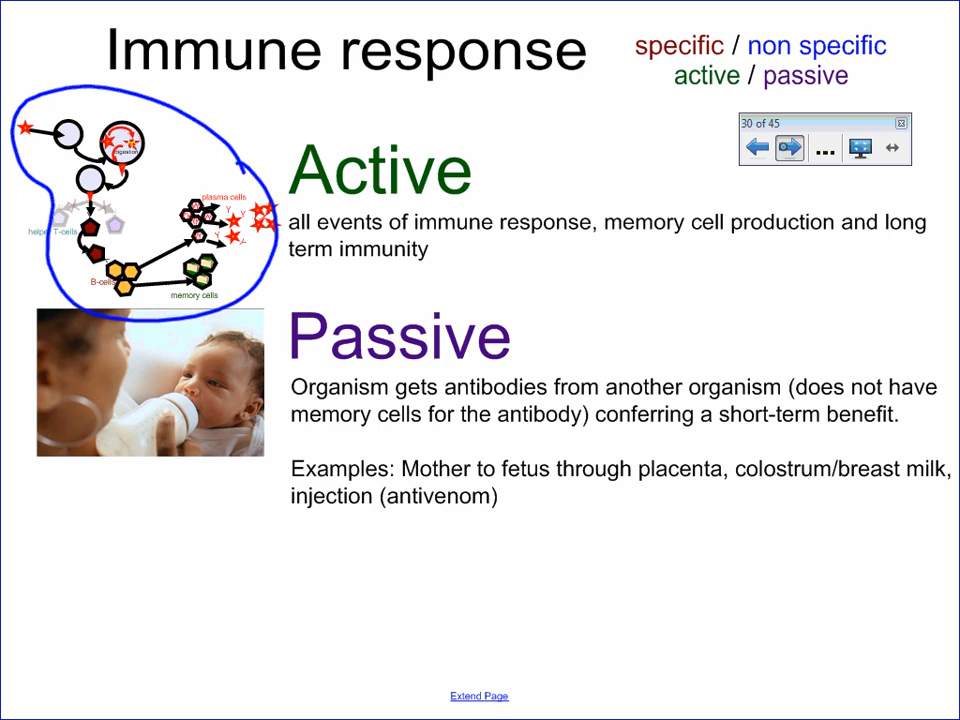 Immune response
specific / non specific
active / passive
30 of 45
digestion
plasma cells
helper T-cells
B-cells
memory cells
Active
all events of immune response, memory cell production and long
term immunity
Passive
Organism gets antibodies from another organism (does not have
memory cells for the antibody) conferring a short-term benefit.
Examples: Mother to fetus through placenta, colostrum/breast milk,
injection (antivenom)
Extend Page